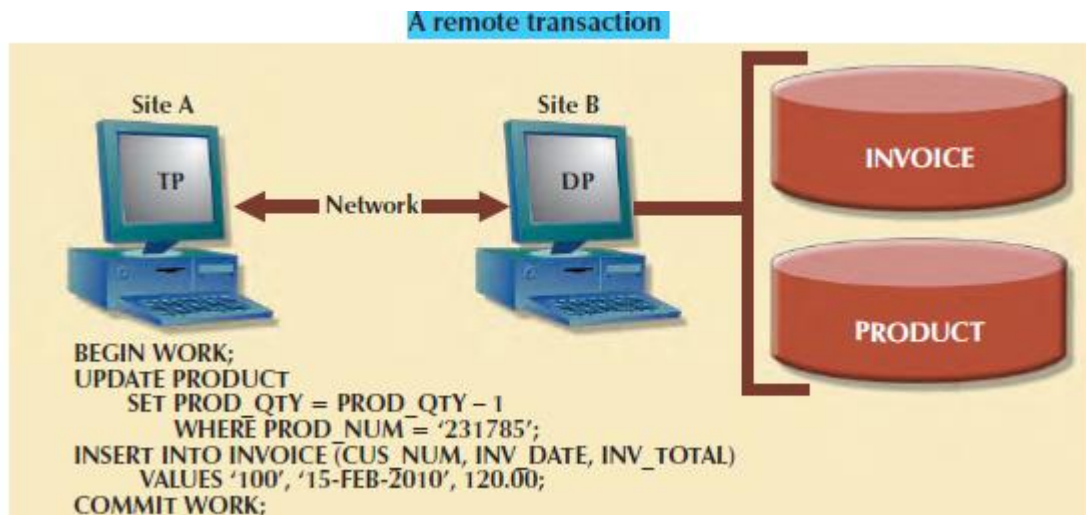 A remote transaction
Site A
Site B
TP
DP
Network
INVOICE
PRODUCT
BEGIN WORK;
UPDATE PRODUCT
SET PROD_QTY = PROD_QTY – 1
WHERE PROD_NUM = ‘231785’;
INSERT INTO INVOICE (CUS_NUM, INV_DATE, INV_TOTAL)
VALUES ‘100’, ‘15-FEB-2010’, 120.00;
COMMIT WORK;